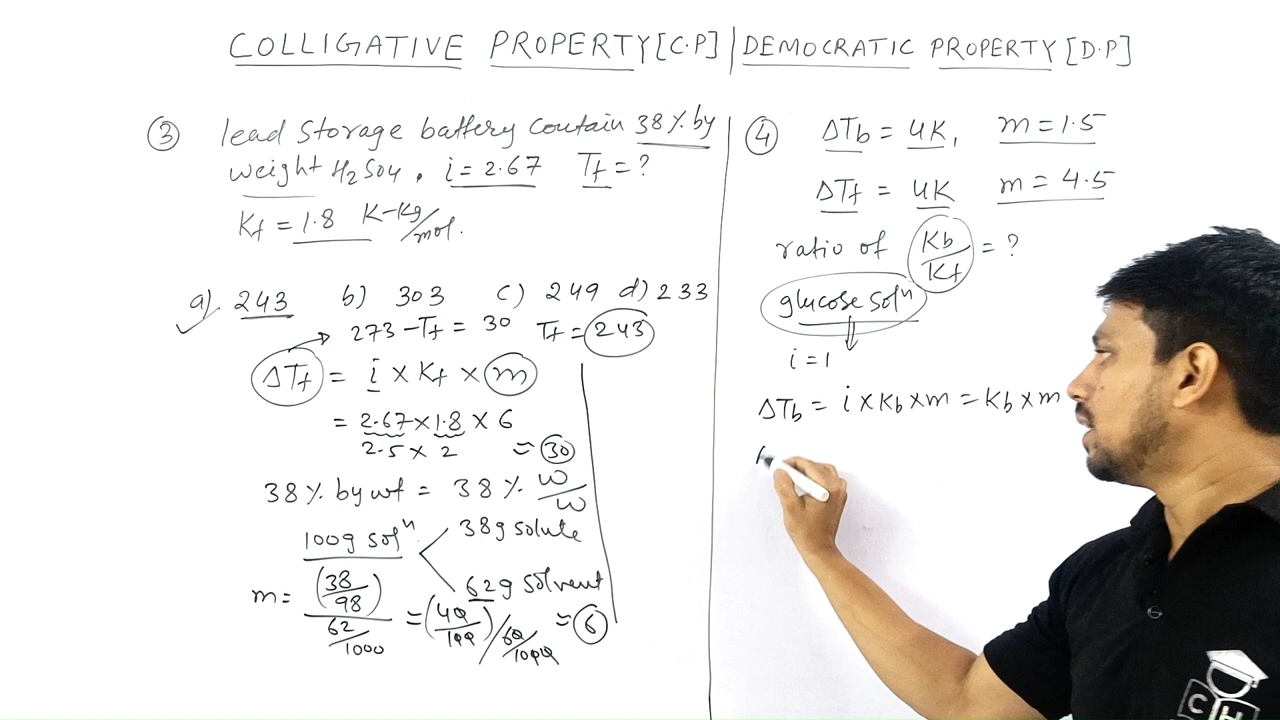 COLLIGATIVE PROPERTY[C.P] | DEMOCRATIC PROPERTY [D.P]
③ lead storage battery contain 38% by
weight H₂SO₄. i = 2.67 Tf = ?
Kf = 1.8 K-Kg/mol.
a) 243 b) 303 c) 249 d) 233
273 - Tf = 30 Tf = 243
ΔTf = i × Kf × m
= 2.67 × 1.8 × 6
2.5 × 2 = 30
38% by wt = 38% w/w
100g solⁿ
38g solute
62g solvent
m = (38/98)/(62/1000) = (40/100)/(60/1000) = 6
④ ΔTb = 4K, m = 1.5
ΔTf = 4K m = 4.5
ratio of Kb/Kf = ?
glucose solⁿ
i = 1
ΔTb = i × Kb × m = Kb × m
C H